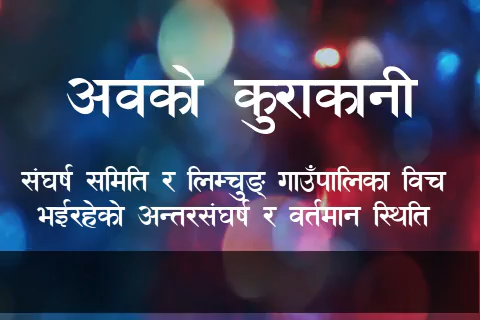 अवको कुराकानी
संघर्ष समिति र लिम्चुङ् गाउँपालिका विच
भईरहेको अन्तरसंघर्ष र वर्तमान स्थिति